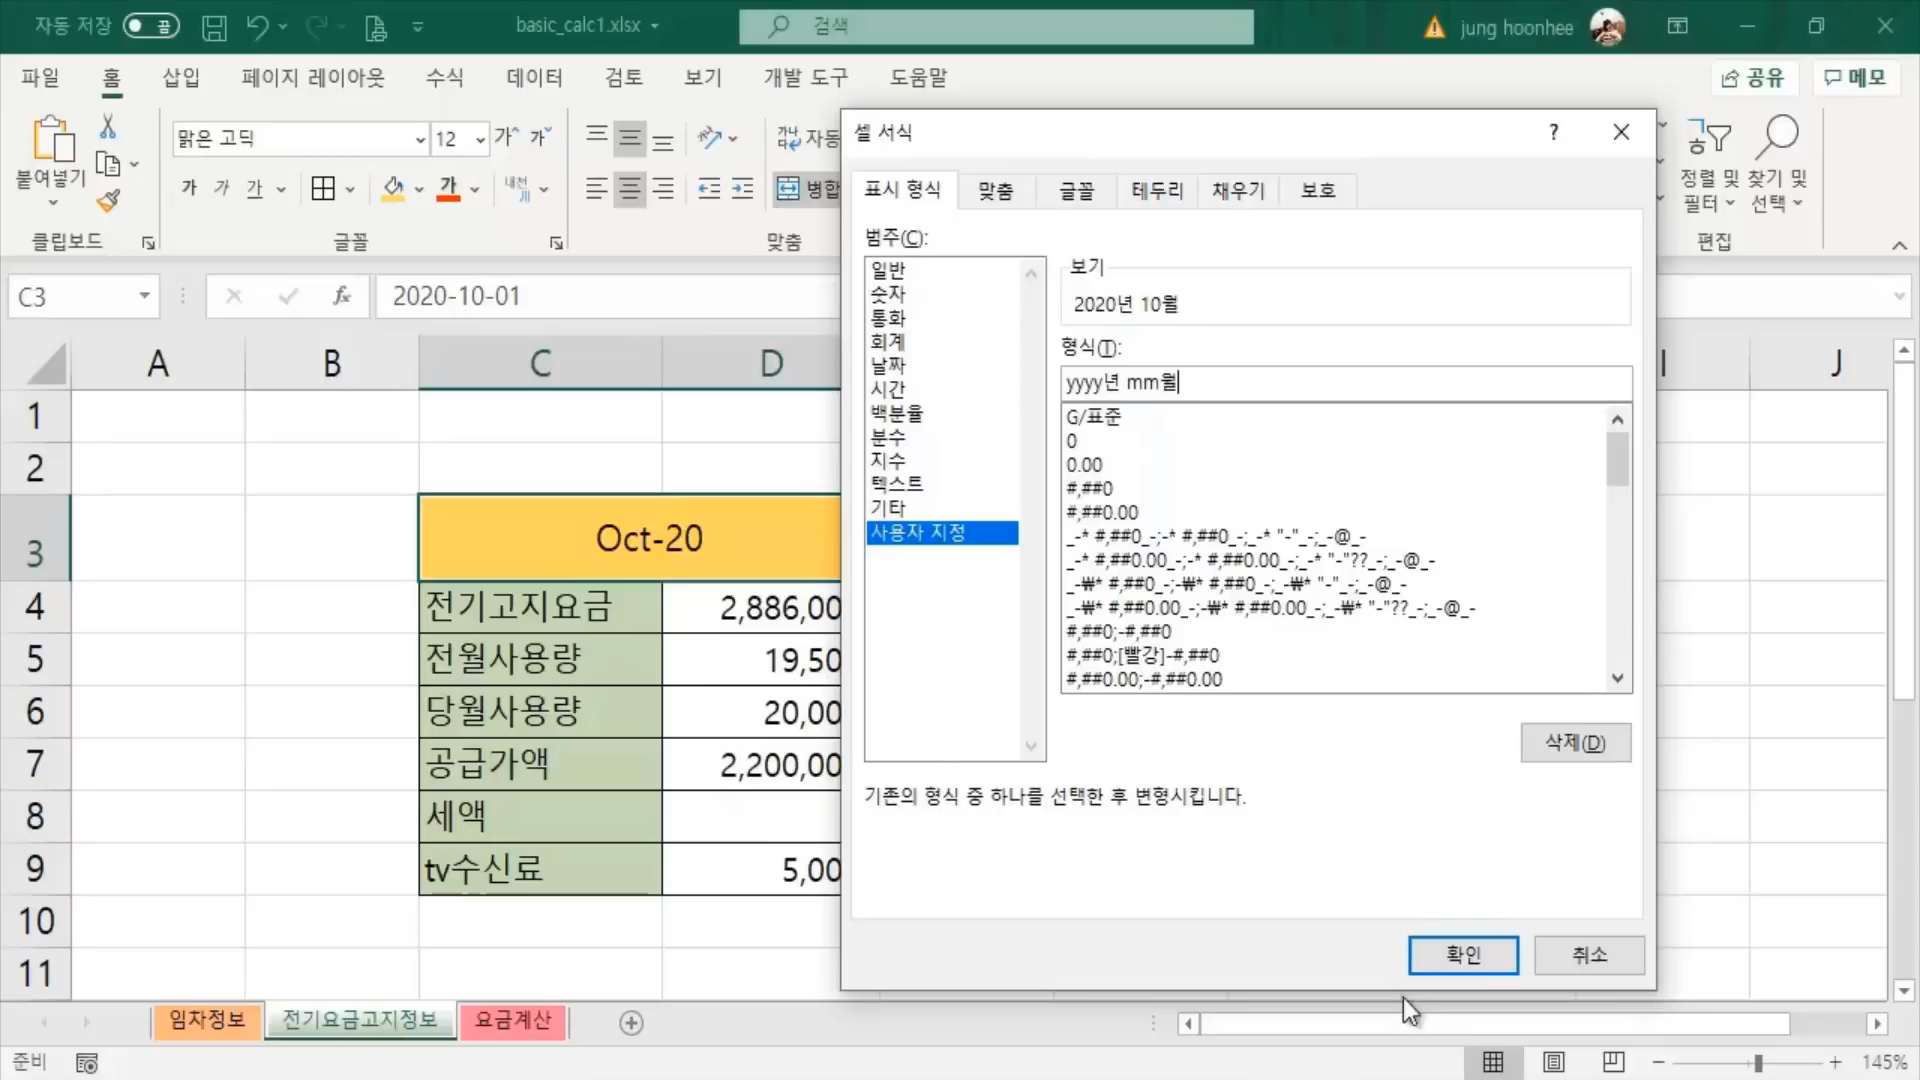 자동 저장 끔 basic_calc1.xlsx 검색 jung hoonhee
파일 홈 삽입 페이지 레이아웃 수식 데이터 검토 보기 개발 도구 도움말 공유 메모
붙여넣기
클립보드
맑은 고딕 12 가 가
가 가 가 가 내천
글꼴
가나다 자동
병합
맞춤
정렬 및 필터
찾기 및 선택
편집
C3 fx 2020-10-01
A B C D I J
1
2
3 Oct-20
4 전기고지요금 2,886,00
5 전월사용량 19,50
6 당월사용량 20,00
7 공급가액 2,200,00
8 세액
9 tv수신료 5,00
10
11
셀 서식 ?
표시 형식 맞춤 글꼴 테두리 채우기 보호
범주(C):
일반
숫자
통화
회계
날짜
시간
백분율
분수
지수
텍스트
기타
사용자 지정
보기
2020년 10월
형식(T):
yyyy년 mm월
G/표준
0
0.00
#,##0
#,##0.00
_-* #,##0_-;-* #,##0_-;_-* "-"_-;_-@_-
_-* #,##0.00_-;-* #,##0.00_-;_-* "-"??_-;_-@_-
_-₩* #,##0_-;-₩* #,##0_-;_-₩* "-"_-;_-@_-
_-₩* #,##0.00_-;-₩* #,##0.00_-;_-₩* "-"??_-;_-@_-
#,##0;-#,##0
#,##0;[빨강]-#,##0
#,##0.00;-#,##0.00
삭제(D)
기존의 형식 중 하나를 선택한 후 변형시킵니다.
확인 취소
임차정보 전기요금고지정보 요금계산
준비 145%